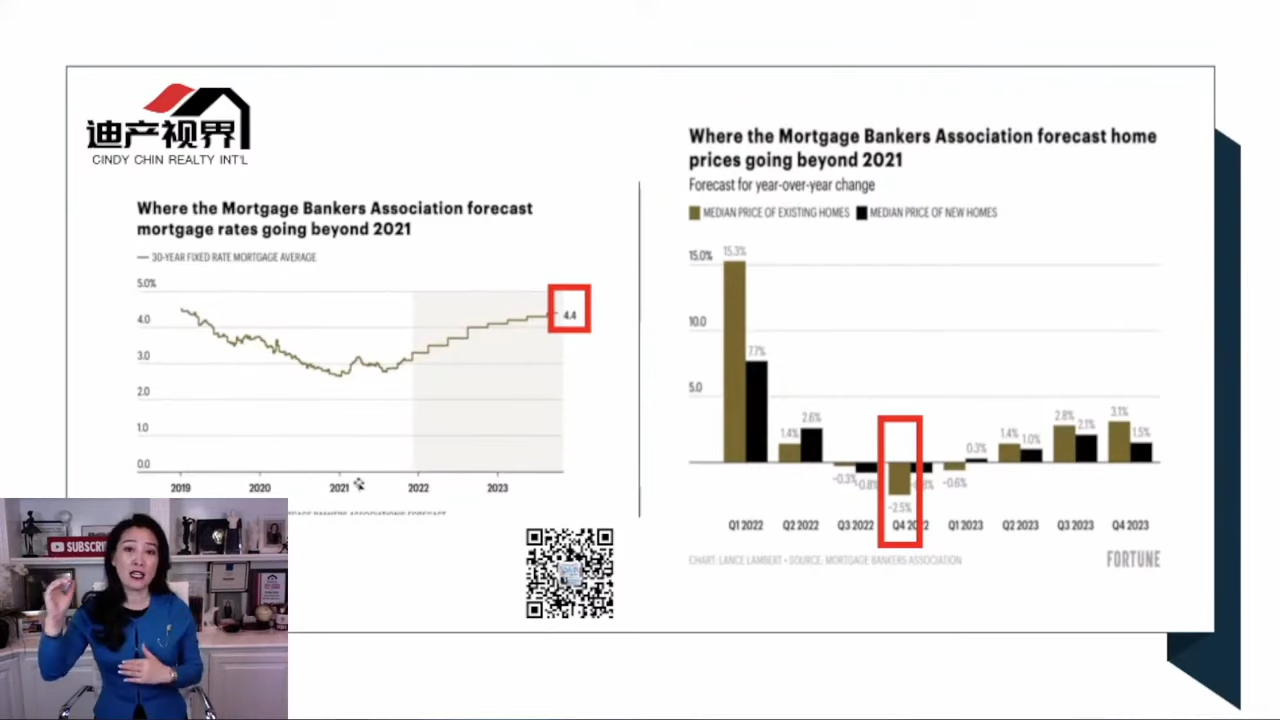 迪产视界
CINDY CHIN REALTY INT'L
Where the Mortgage Bankers Association forecast
mortgage rates going beyond 2021
30-YEAR FIXED RATE MORTGAGE AVERAGE
5.0%
4.0
3.0
2.0
1.0
0.0
4.4
2019 2020 2021 2022 2023
Where the Mortgage Bankers Association forecast home
prices going beyond 2021
Forecast for year-over-year change
MEDIAN PRICE OF EXISTING HOMES MEDIAN PRICE OF NEW HOMES
15.0%
10.0
5.0
15.3% 7.7%
1.4% 2.6%
-0.3% -0.8%
-2.5%
-0.6% 0.3%
1.4% 1.0%
2.8% 2.1%
3.1% 1.5%
Q1 2022 Q2 2022 Q3 2022 Q4 2022 Q1 2023 Q2 2023 Q3 2023 Q4 2023
CHART: LANCE LAMBERT • SOURCE: MORTGAGE BANKERS ASSOCIATION
FORTUNE
SUBSCRI